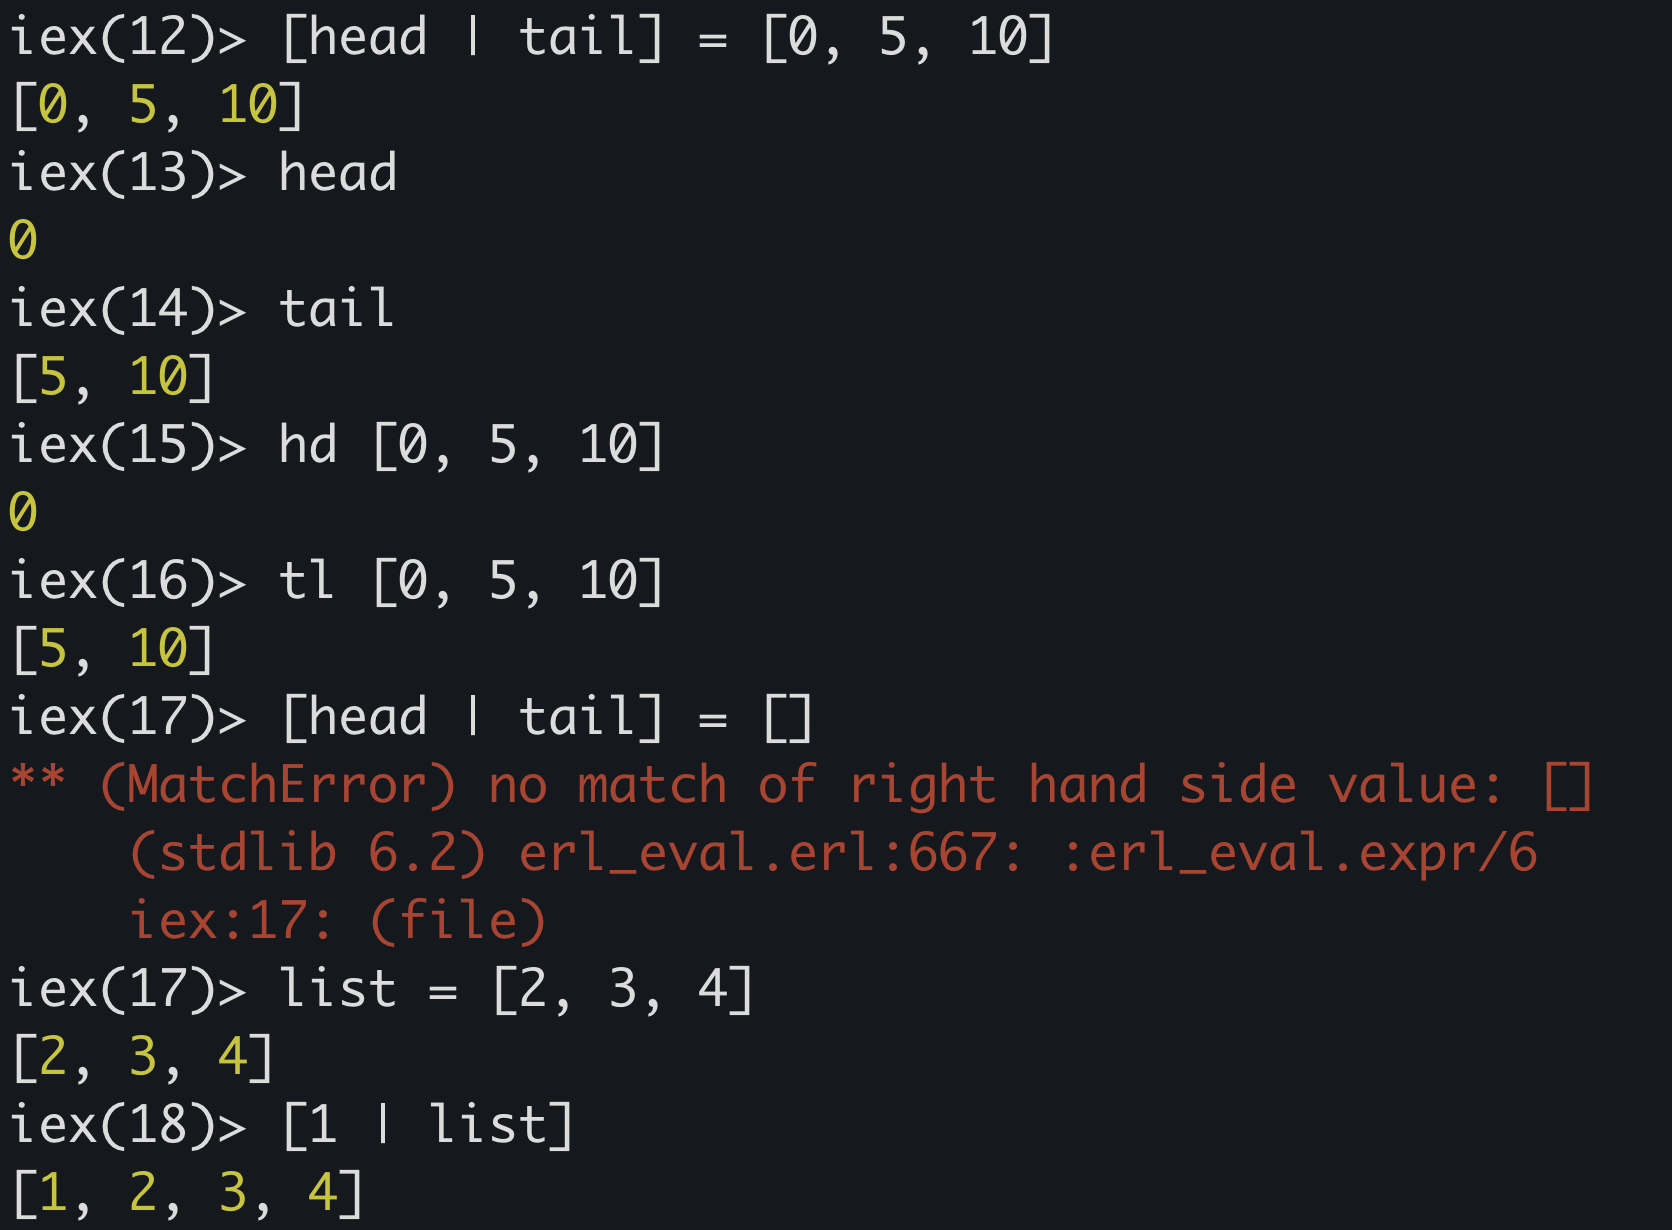 iex(12)> [head | tail] = [0, 5, 10]
[0, 5, 10]
iex(13)> head
0
iex(14)> tail
[5, 10]
iex(15)> hd [0, 5, 10]
0
iex(16)> tl [0, 5, 10]
[5, 10]
iex(17)> [head | tail] = []
** (MatchError) no match of right hand side value: []
    (stdlib 6.2) erl_eval.erl:667: :erl_eval.expr/6
    iex:17: (file)
iex(17)> list = [2, 3, 4]
[2, 3, 4]
iex(18)> [1 | list]
[1, 2, 3, 4]